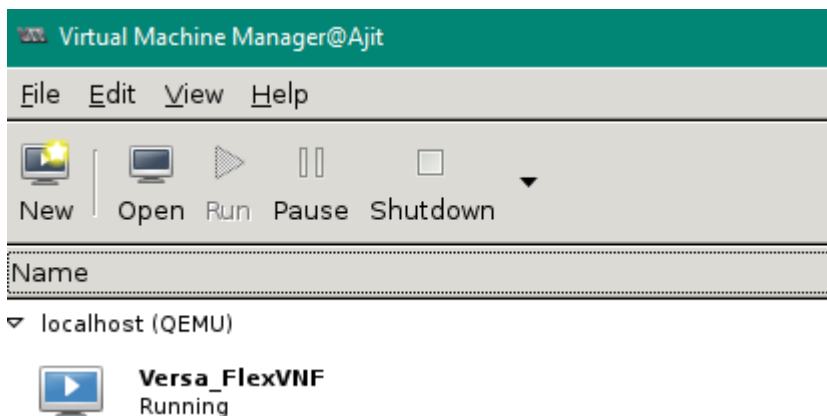 Virtual Machine Manager@Ajit
File Edit View Help
New Open Run Pause Shutdown
Name
localhost (QEMU)
Versa_FlexVNF
Running